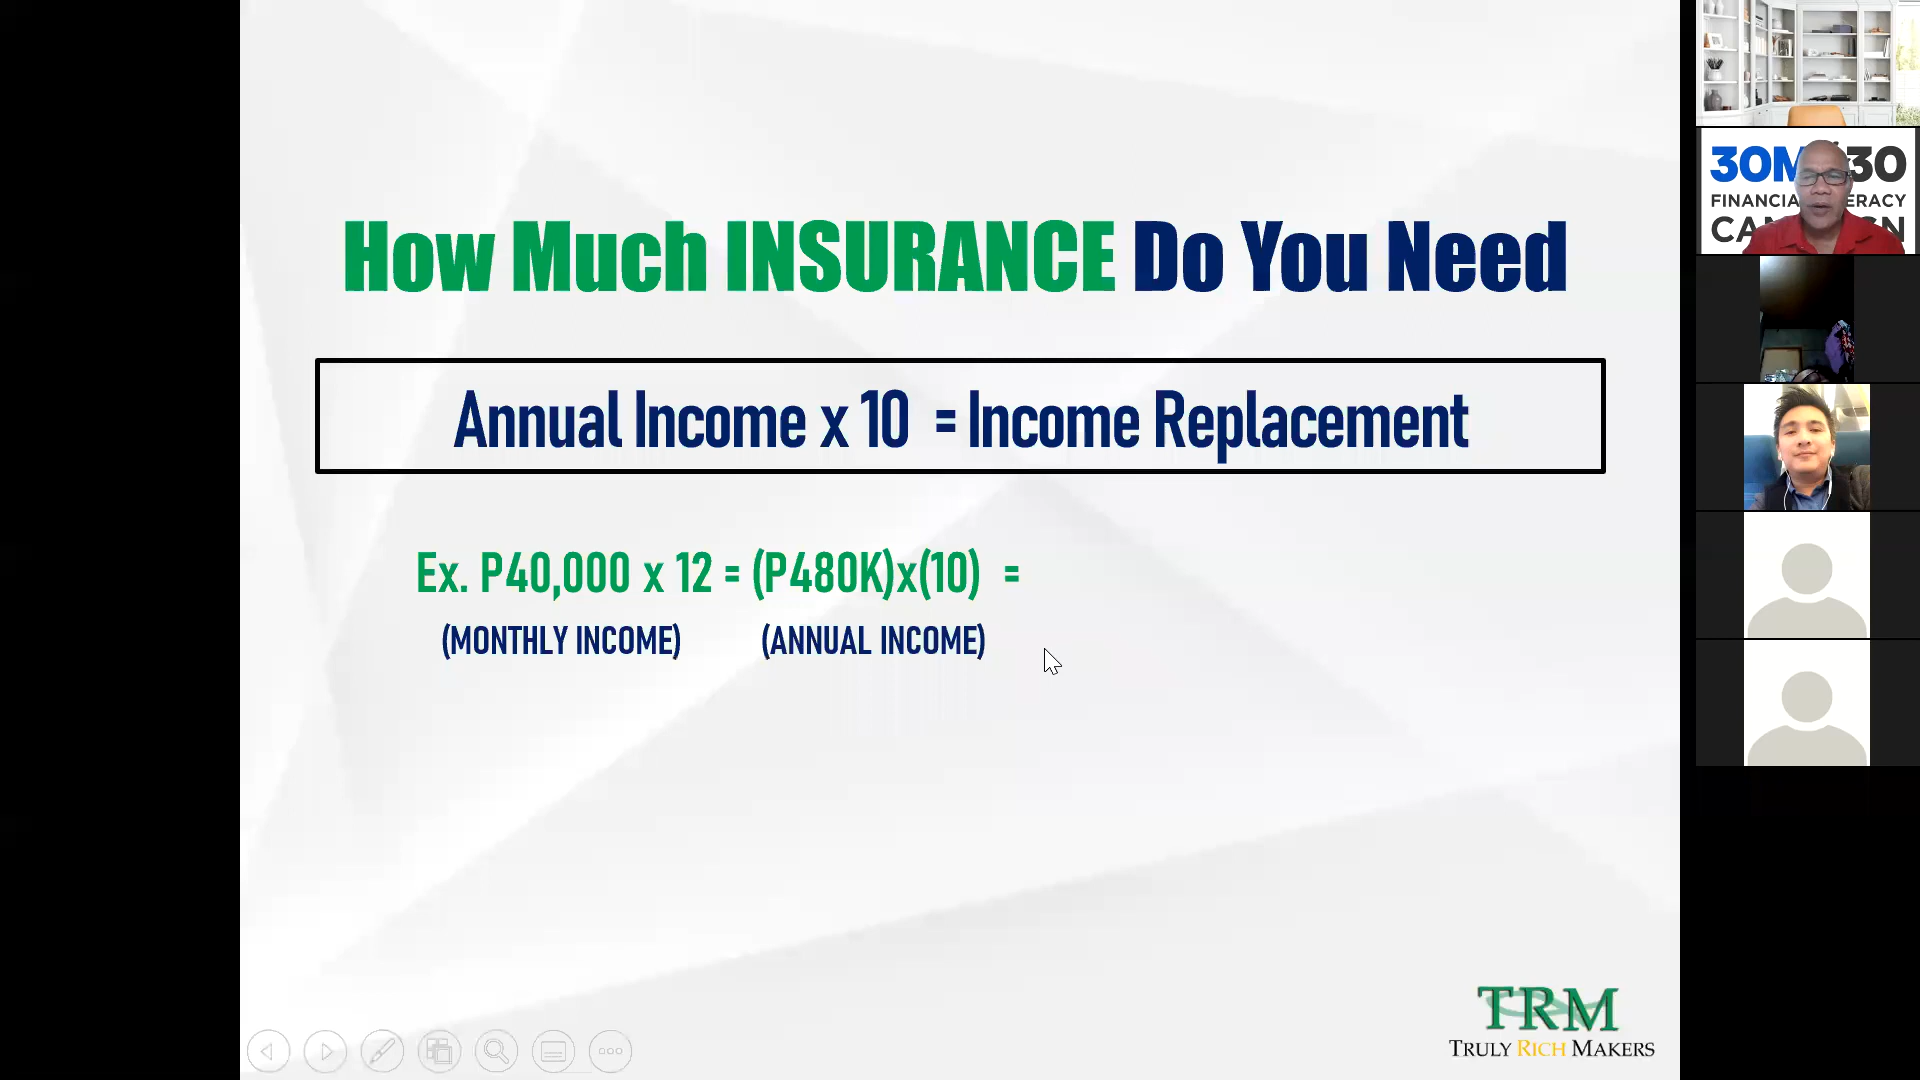 How Much INSURANCE Do You Need
Annual Income x 10 = Income Replacement
Ex. P40,000 x 12 = (P480K)x(10) =
(MONTHLY INCOME) (ANNUAL INCOME)
TRM
TRULY RICH MAKERS
30M 30
FINANCIA ERACY
CA GN